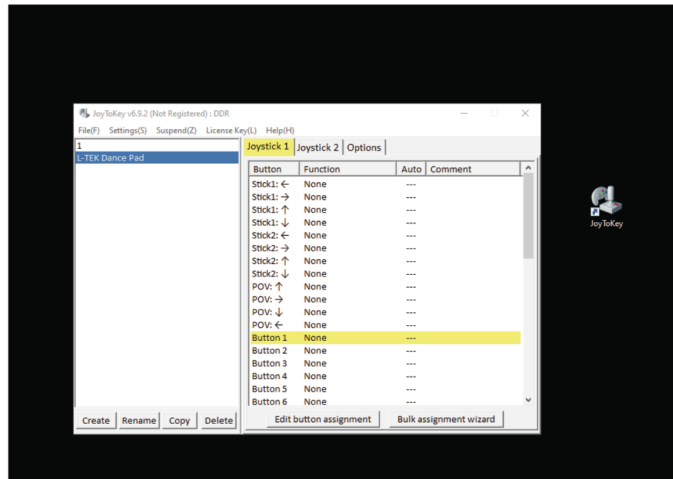 JoyToKey v6.9.2 (Not Registered) : DDR
File(F) Settings(S) Suspend(Z) License Key(L) Help(H)
1
L-TEK Dance Pad
Joystick 1 Joystick 2 Options
Button Function Auto Comment
Stick1: ← None ---
Stick1: → None ---
Stick1: ↑ None ---
Stick1: ↓ None ---
Stick2: ← None ---
Stick2: → None ---
Stick2: ↑ None ---
Stick2: ↓ None ---
POV: ↑ None ---
POV: → None ---
POV: ↓ None ---
POV: ← None ---
Button 1 None ---
Button 2 None ---
Button 3 None ---
Button 4 None ---
Button 5 None ---
Button 6 None ---
Create Rename Copy Delete
Edit button assignment Bulk assignment wizard
JoyToKey